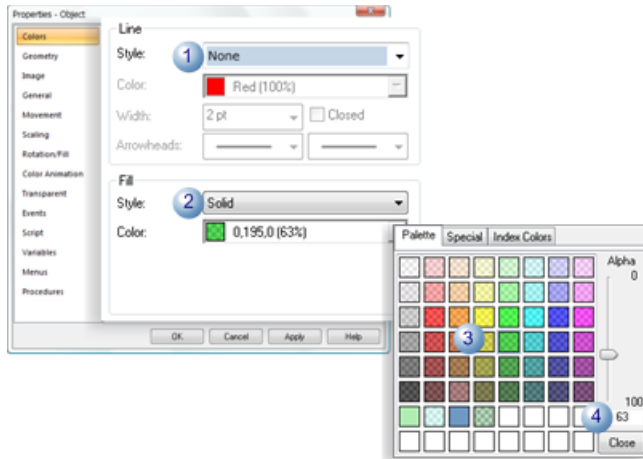 Properties - Object
Colors
Geometry
Image
General
Movement
Scaling
Rotation/Fill
Color Animation
Transparent
Events
Script
Variables
Menus
Procedures
Line
Style: 1 None
Color: Red (100%)
Width: 2 pt Closed
Arrowheads:
Fill
Style: 2 Solid
Color: 0,195,0 (63%)
OK Cancel Apply Help
Palette Special Index Colors
Alpha
0
3
100
4 63
Close